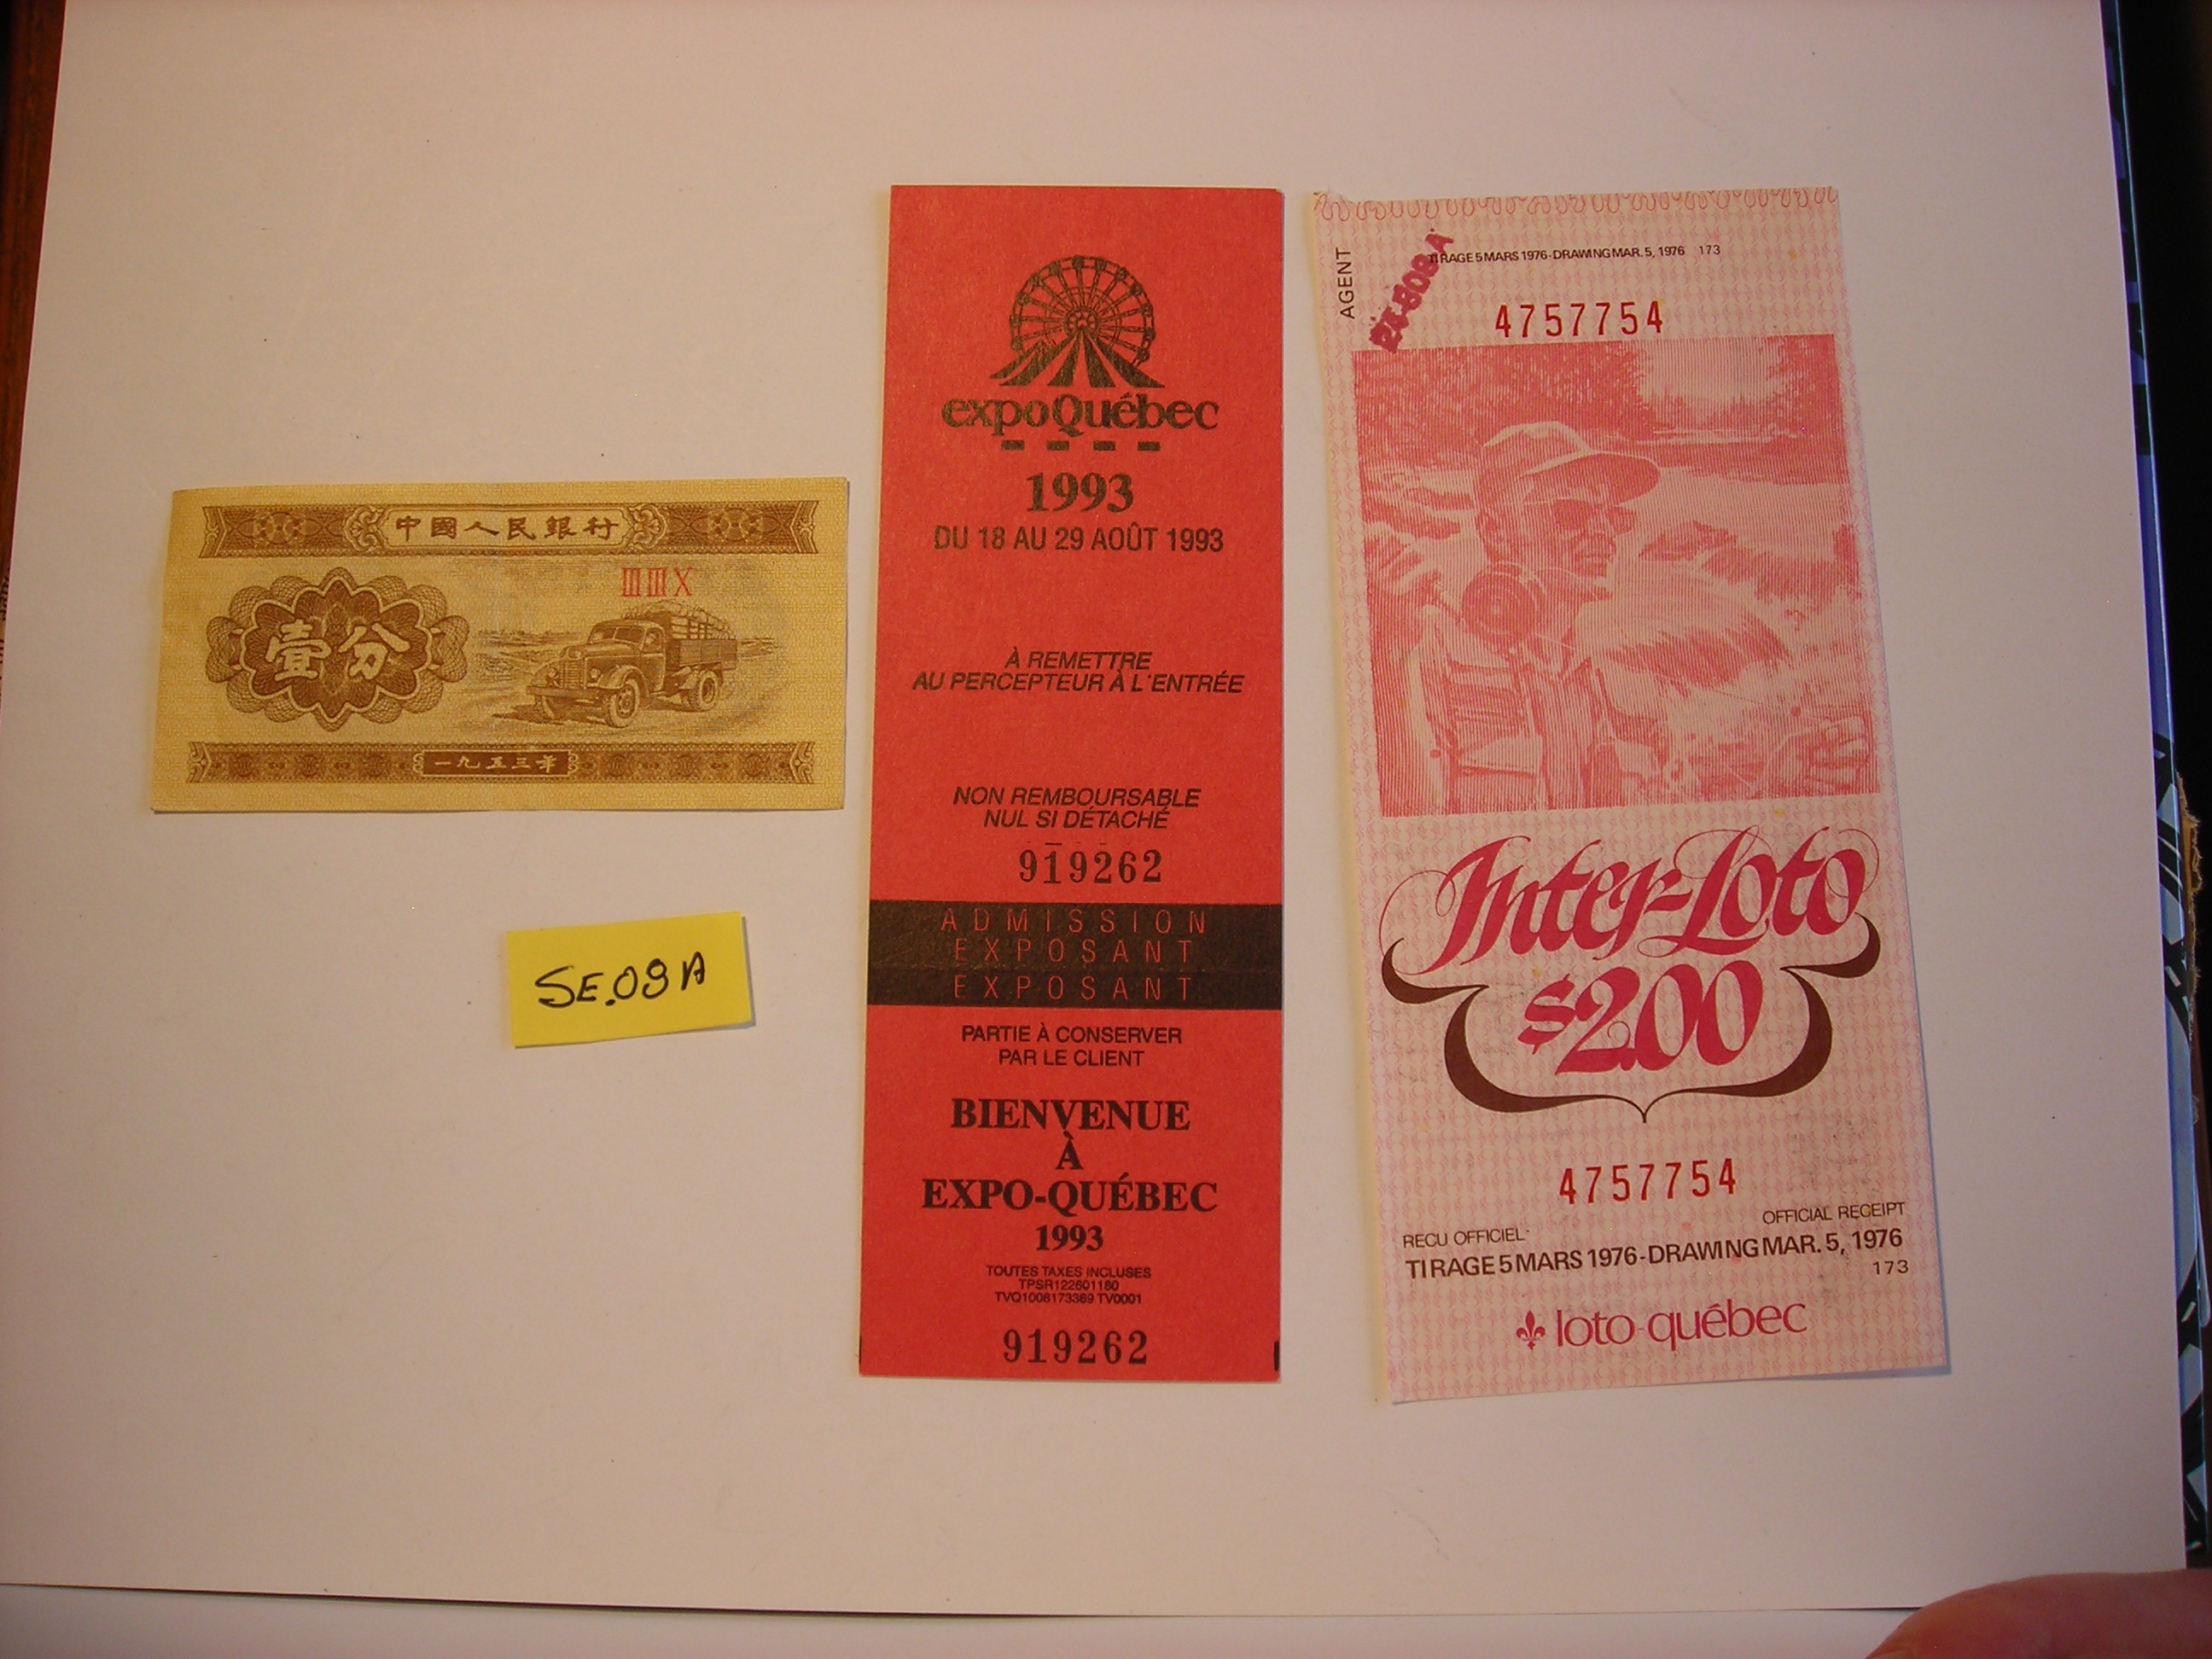 中國人民銀行
ⅢⅢⅩ
壹分
一九五三年
SE.09A
expoQuébec
1993
DU 18 AU 29 AOÛT 1993
À REMETTRE
AU PERCEPTEUR À L'ENTRÉE
NON REMBOURSABLE
NUL SI DÉTACHÉ
919262
ADMISSION
EXPOSANT
EXPOSANT
PARTIE À CONSERVER
PAR LE CLIENT
BIENVENUE
À
EXPO-QUÉBEC
1993
TOUTES TAXES INCLUSES
TPSR122601180
TVQ1006173369 TV0001
919262
AGENT
TIRAGE 5 MARS 1976-DRAWING MAR. 5, 1976 173
4757754
Inter-Loto
$2.00
4757754
RECU OFFICIEL- OFFICIAL RECEIPT
TIRAGE 5 MARS 1976-DRAWING MAR. 5, 1976
173
loto-québec